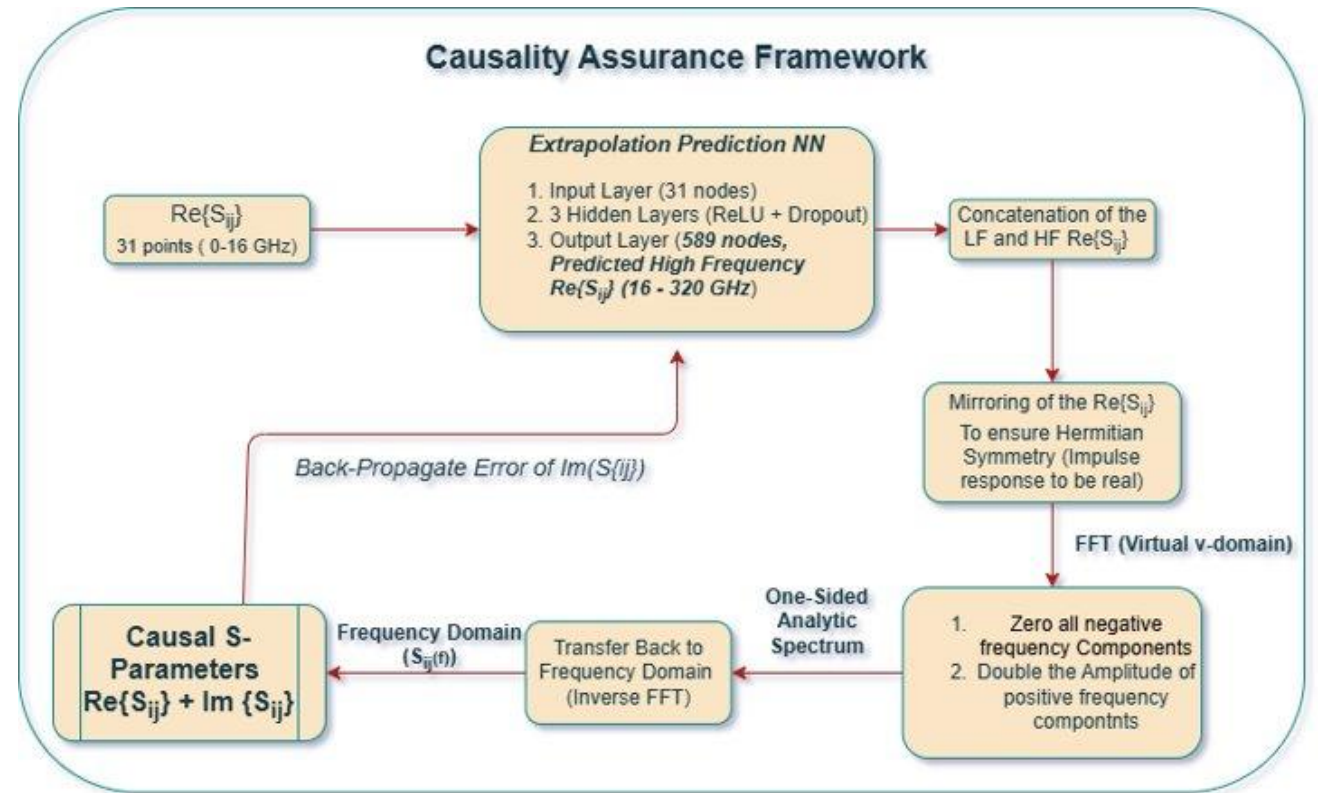 Causality Assurance Framework
Extrapolation Prediction NN
1. Input Layer (31 nodes)
2. 3 Hidden Layers (ReLU + Dropout)
3. Output Layer (589 nodes,
Predicted High Frequency
Re{Sij} (16 - 320 GHz)
Re{Sij}
31 points ( 0-16 GHz)
Concatenation of the
LF and HF Re{Sij}
Mirroring of the Re{Sij}
To ensure Hermitian
Symmetry (Impulse
response to be real)
Back-Propagate Error of Im(S{ij})
FFT (Virtual v-domain)
1. Zero all negative
frequency Components
2. Double the Amplitude of
positive frequency
compontnts
One-Sided
Analytic
Spectrum
Transfer Back to
Frequency Domain
(Inverse FFT)
Frequency Domain
(Sij(f))
Causal S-
Parameters
Re{Sij} + Im {Sij}